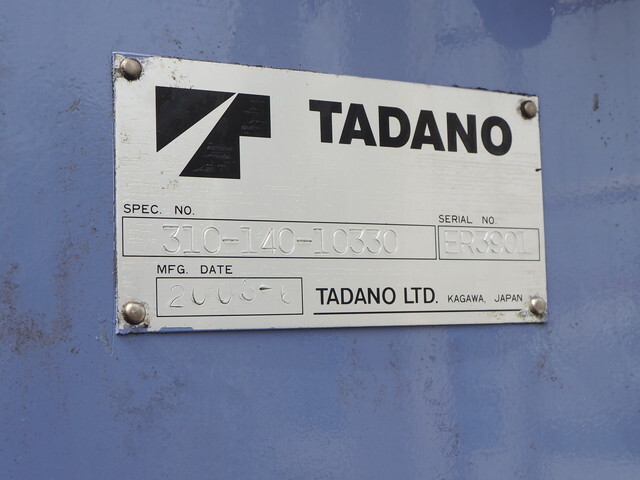 TADANO
SPEC. NO.
310-140-10330
SERIAL NO.
ER3901
MFG. DATE
TADANO LTD. KAGAWA, JAPAN